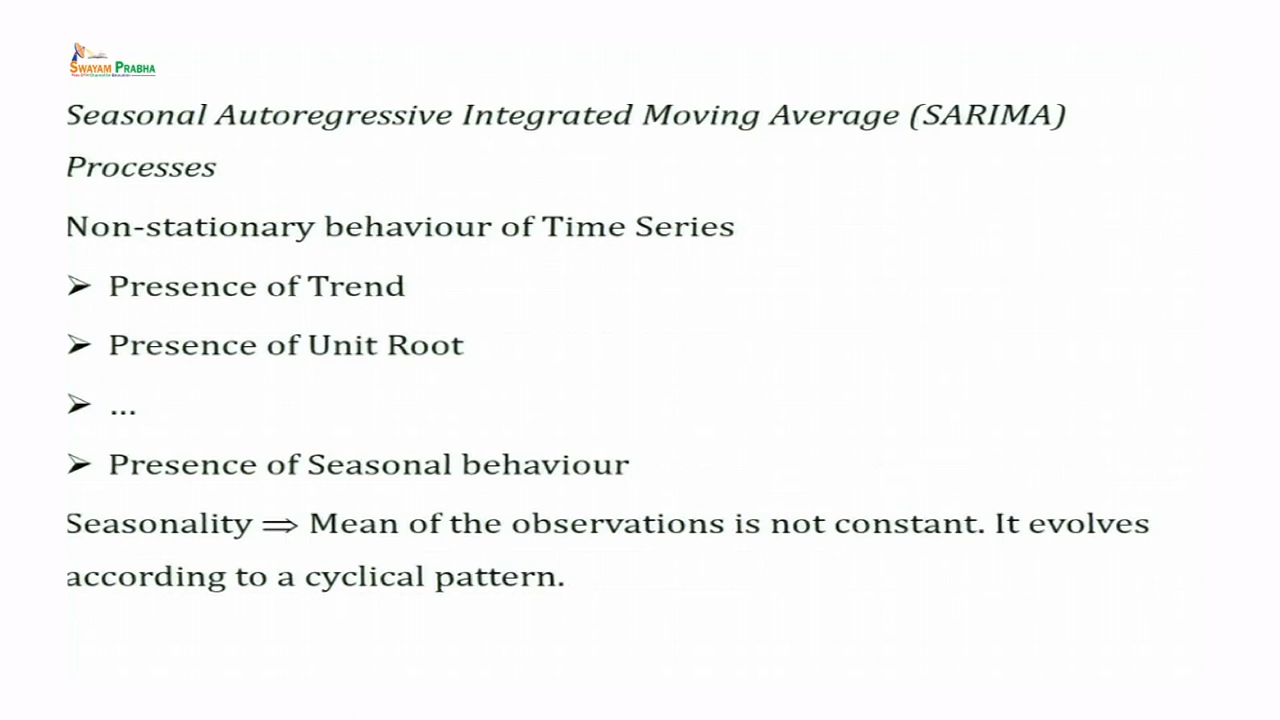 SWAYAM PRABHA
Seasonal Autoregressive Integrated Moving Average (SARIMA)
Processes
Non-stationary behaviour of Time Series
➢ Presence of Trend
➢ Presence of Unit Root
➢ ...
➢ Presence of Seasonal behaviour
Seasonality ⟹ Mean of the observations is not constant. It evolves
according to a cyclical pattern.